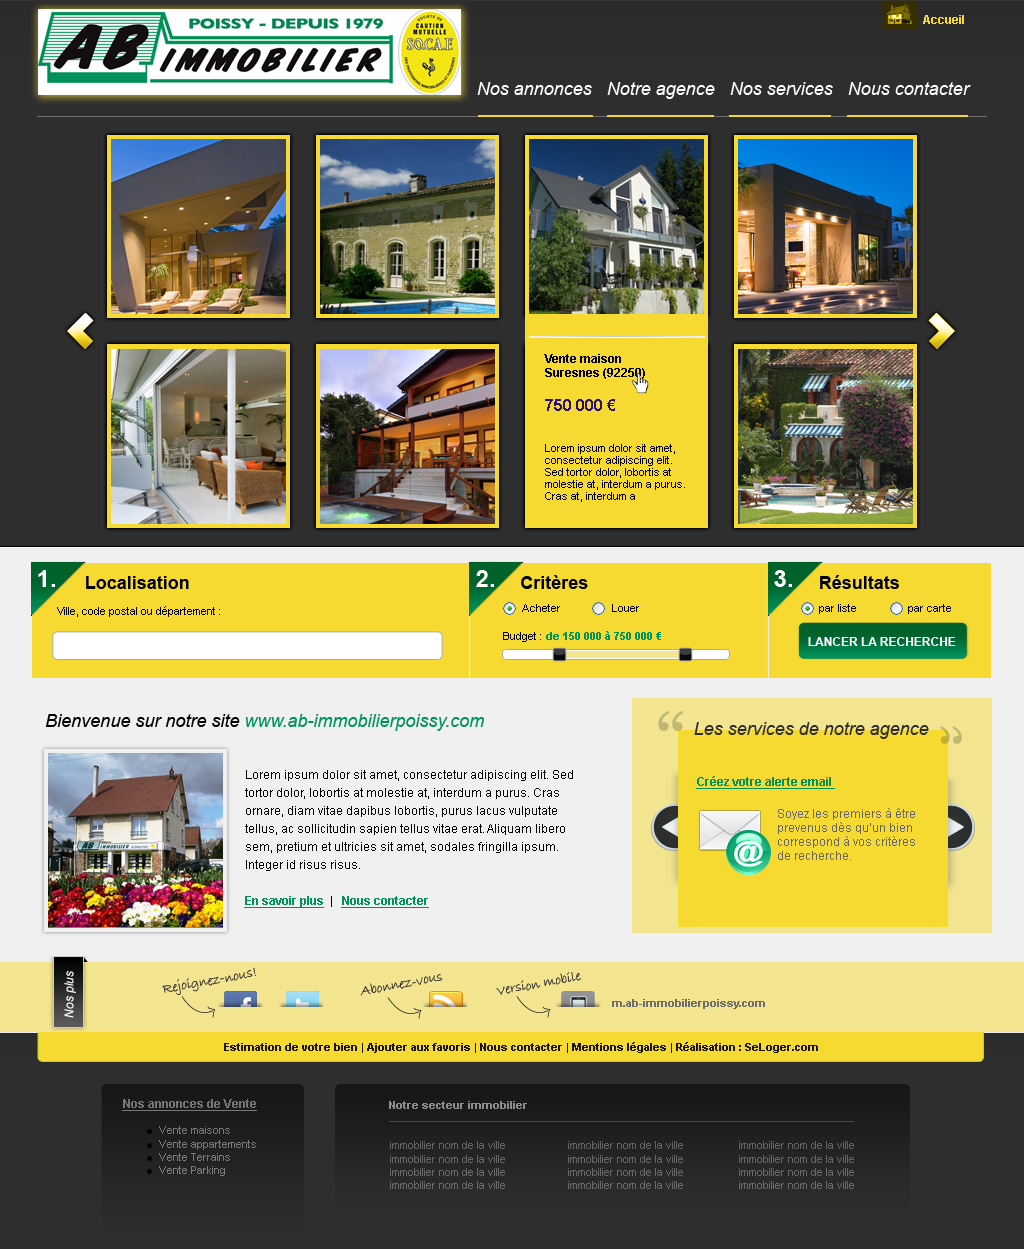 POISSY - DEPUIS 1979
AB IMMOBILIER
SOCIÉTÉ DE
CAUTION
MUTUELLE
SO.CA.F.
Accueil
Nos annonces
Notre agence
Nos services
Nous contacter
Vente maison
Suresnes (92250)
750 000 €
Lorem ipsum dolor sit amet,
consectetur adipiscing elit.
Sed tortor dolor, lobortis at
molestie at, interdum a purus.
Cras at, interdum a
1. Localisation
Ville, code postal ou département :
2. Critères
Acheter
Louer
Budget : de 150 000 à 750 000 €
3. Résultats
par liste
par carte
LANCER LA RECHERCHE
Bienvenue sur notre site www.ab-immobilierpoissy.com
AB IMMOBILIER
Lorem ipsum dolor sit amet, consectetur adipiscing elit. Sed
tortor dolor, lobortis at molestie at, interdum a purus. Cras
ornare, diam vitae dapibus lobortis, purus lacus vulputate
tellus, ac sollicitudin sapien tellus vitae erat. Aliquam libero
sem, pretium et ultricies sit amet, sodales fringilla ipsum.
Integer id risus risus.
En savoir plus | Nous contacter
“ Les services de notre agence ”
Créez votre alerte email
@
Soyez les premiers à être
prevenus dès qu'un bien
correspond à vos critères
de recherche.
Nos plus
Rejoignez-nous!
Abonnez-vous
Version mobile
m.ab-immobilierpoissy.com
Estimation de votre bien | Ajouter aux favoris | Nous contacter | Mentions légales | Réalisation : SeLoger.com
Nos annonces de Vente
Vente maisons
Vente appartements
Vente Terrains
Vente Parking
Notre secteur immobilier
immobilier nom de la ville immobilier nom de la ville immobilier nom de la ville
immobilier nom de la ville immobilier nom de la ville immobilier nom de la ville
immobilier nom de la ville immobilier nom de la ville immobilier nom de la ville
immobilier nom de la ville immobilier nom de la ville immobilier nom de la ville